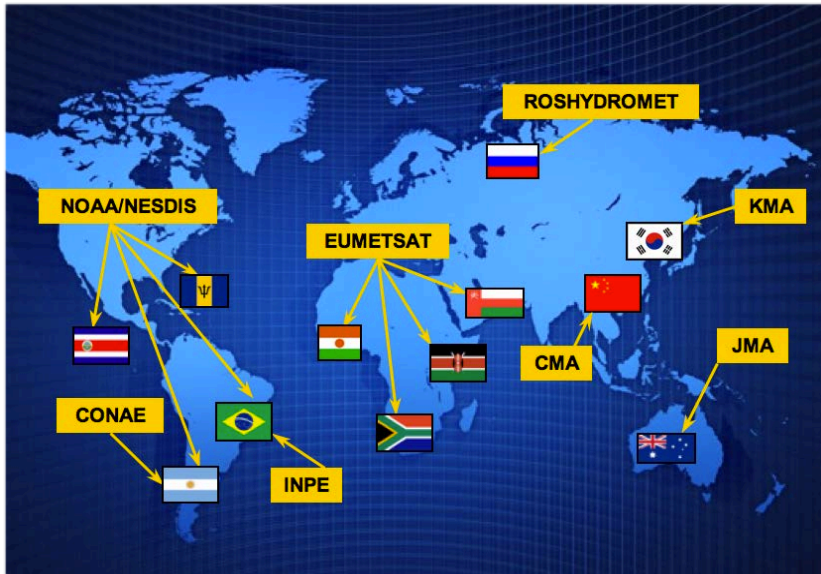 ROSHYDROMET
NOAA/NESDIS
KMA
EUMETSAT
CMA
JMA
CONAE
INPE